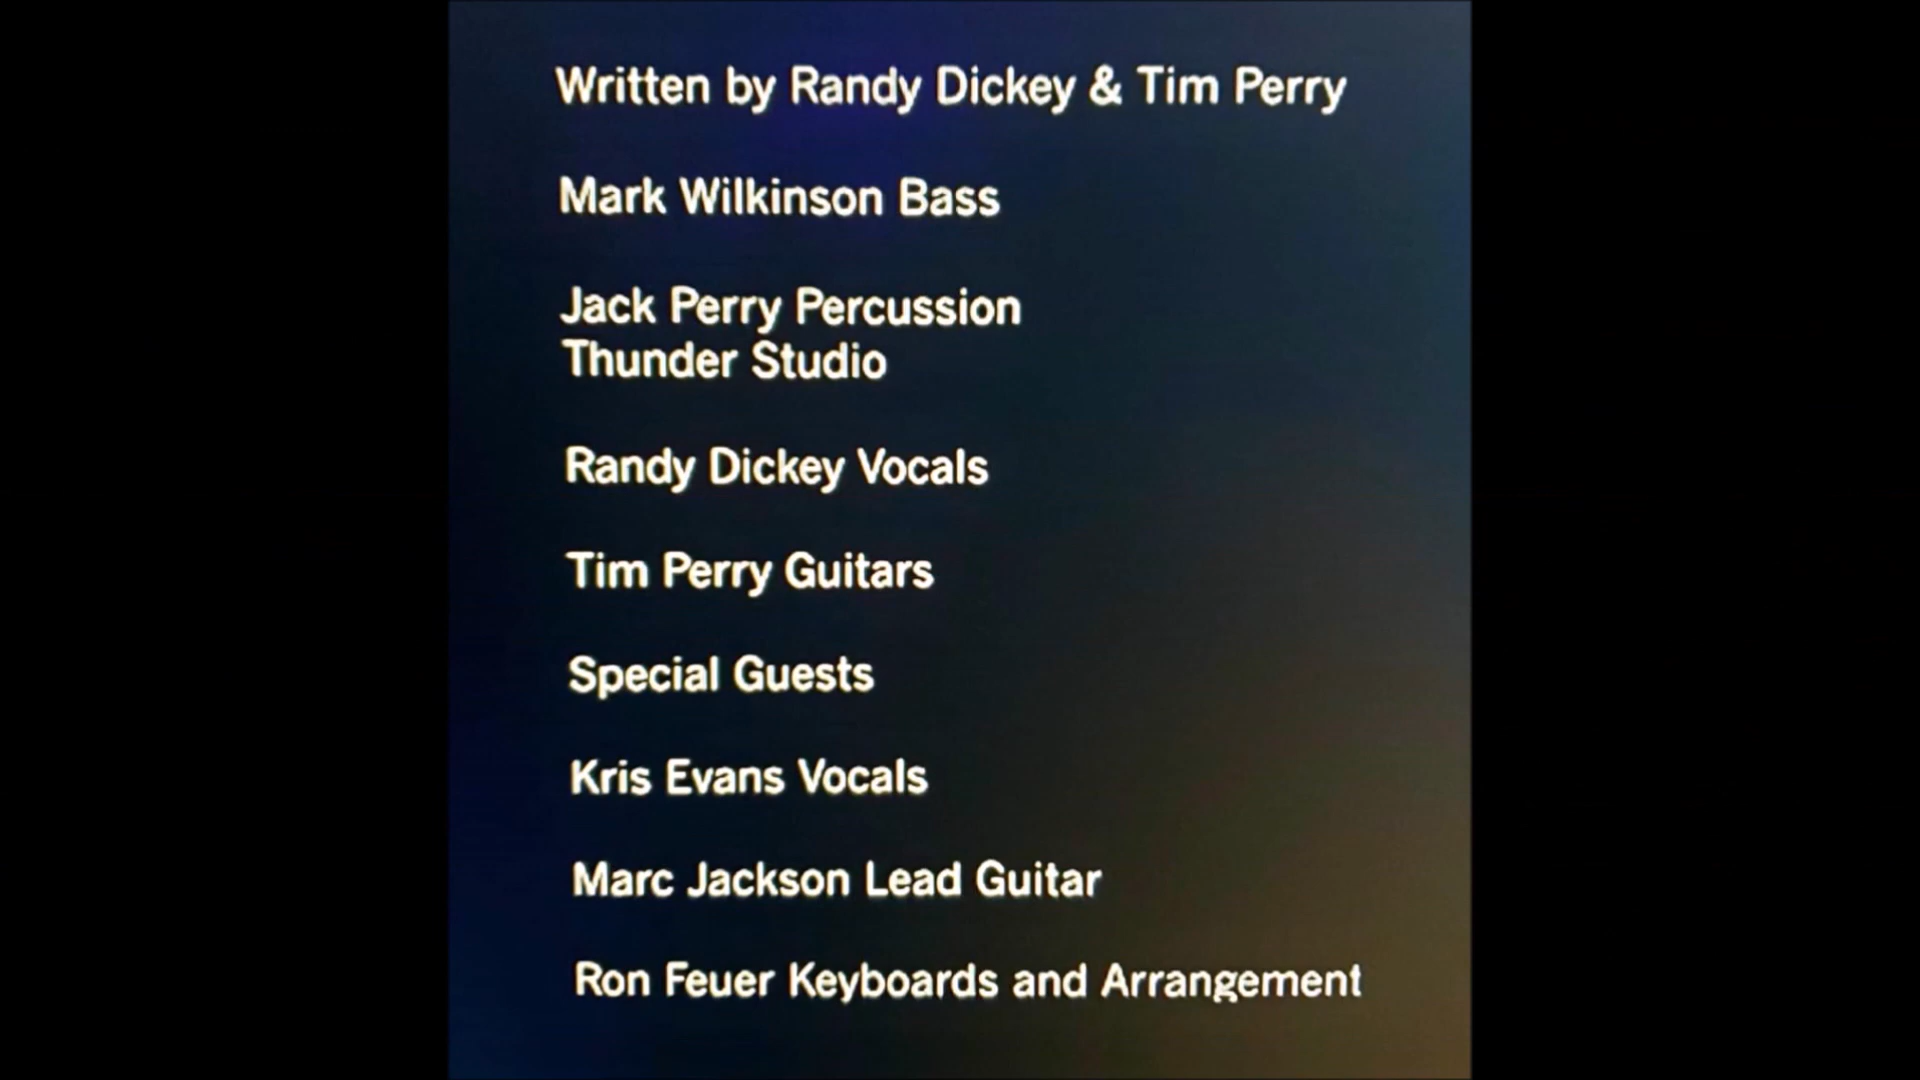 Written by Randy Dickey & Tim Perry
Mark Wilkinson Bass
Jack Perry Percussion
Thunder Studio
Randy Dickey Vocals
Tim Perry Guitars
Special Guests
Kris Evans Vocals
Marc Jackson Lead Guitar
Ron Feuer Keyboards and Arrangement